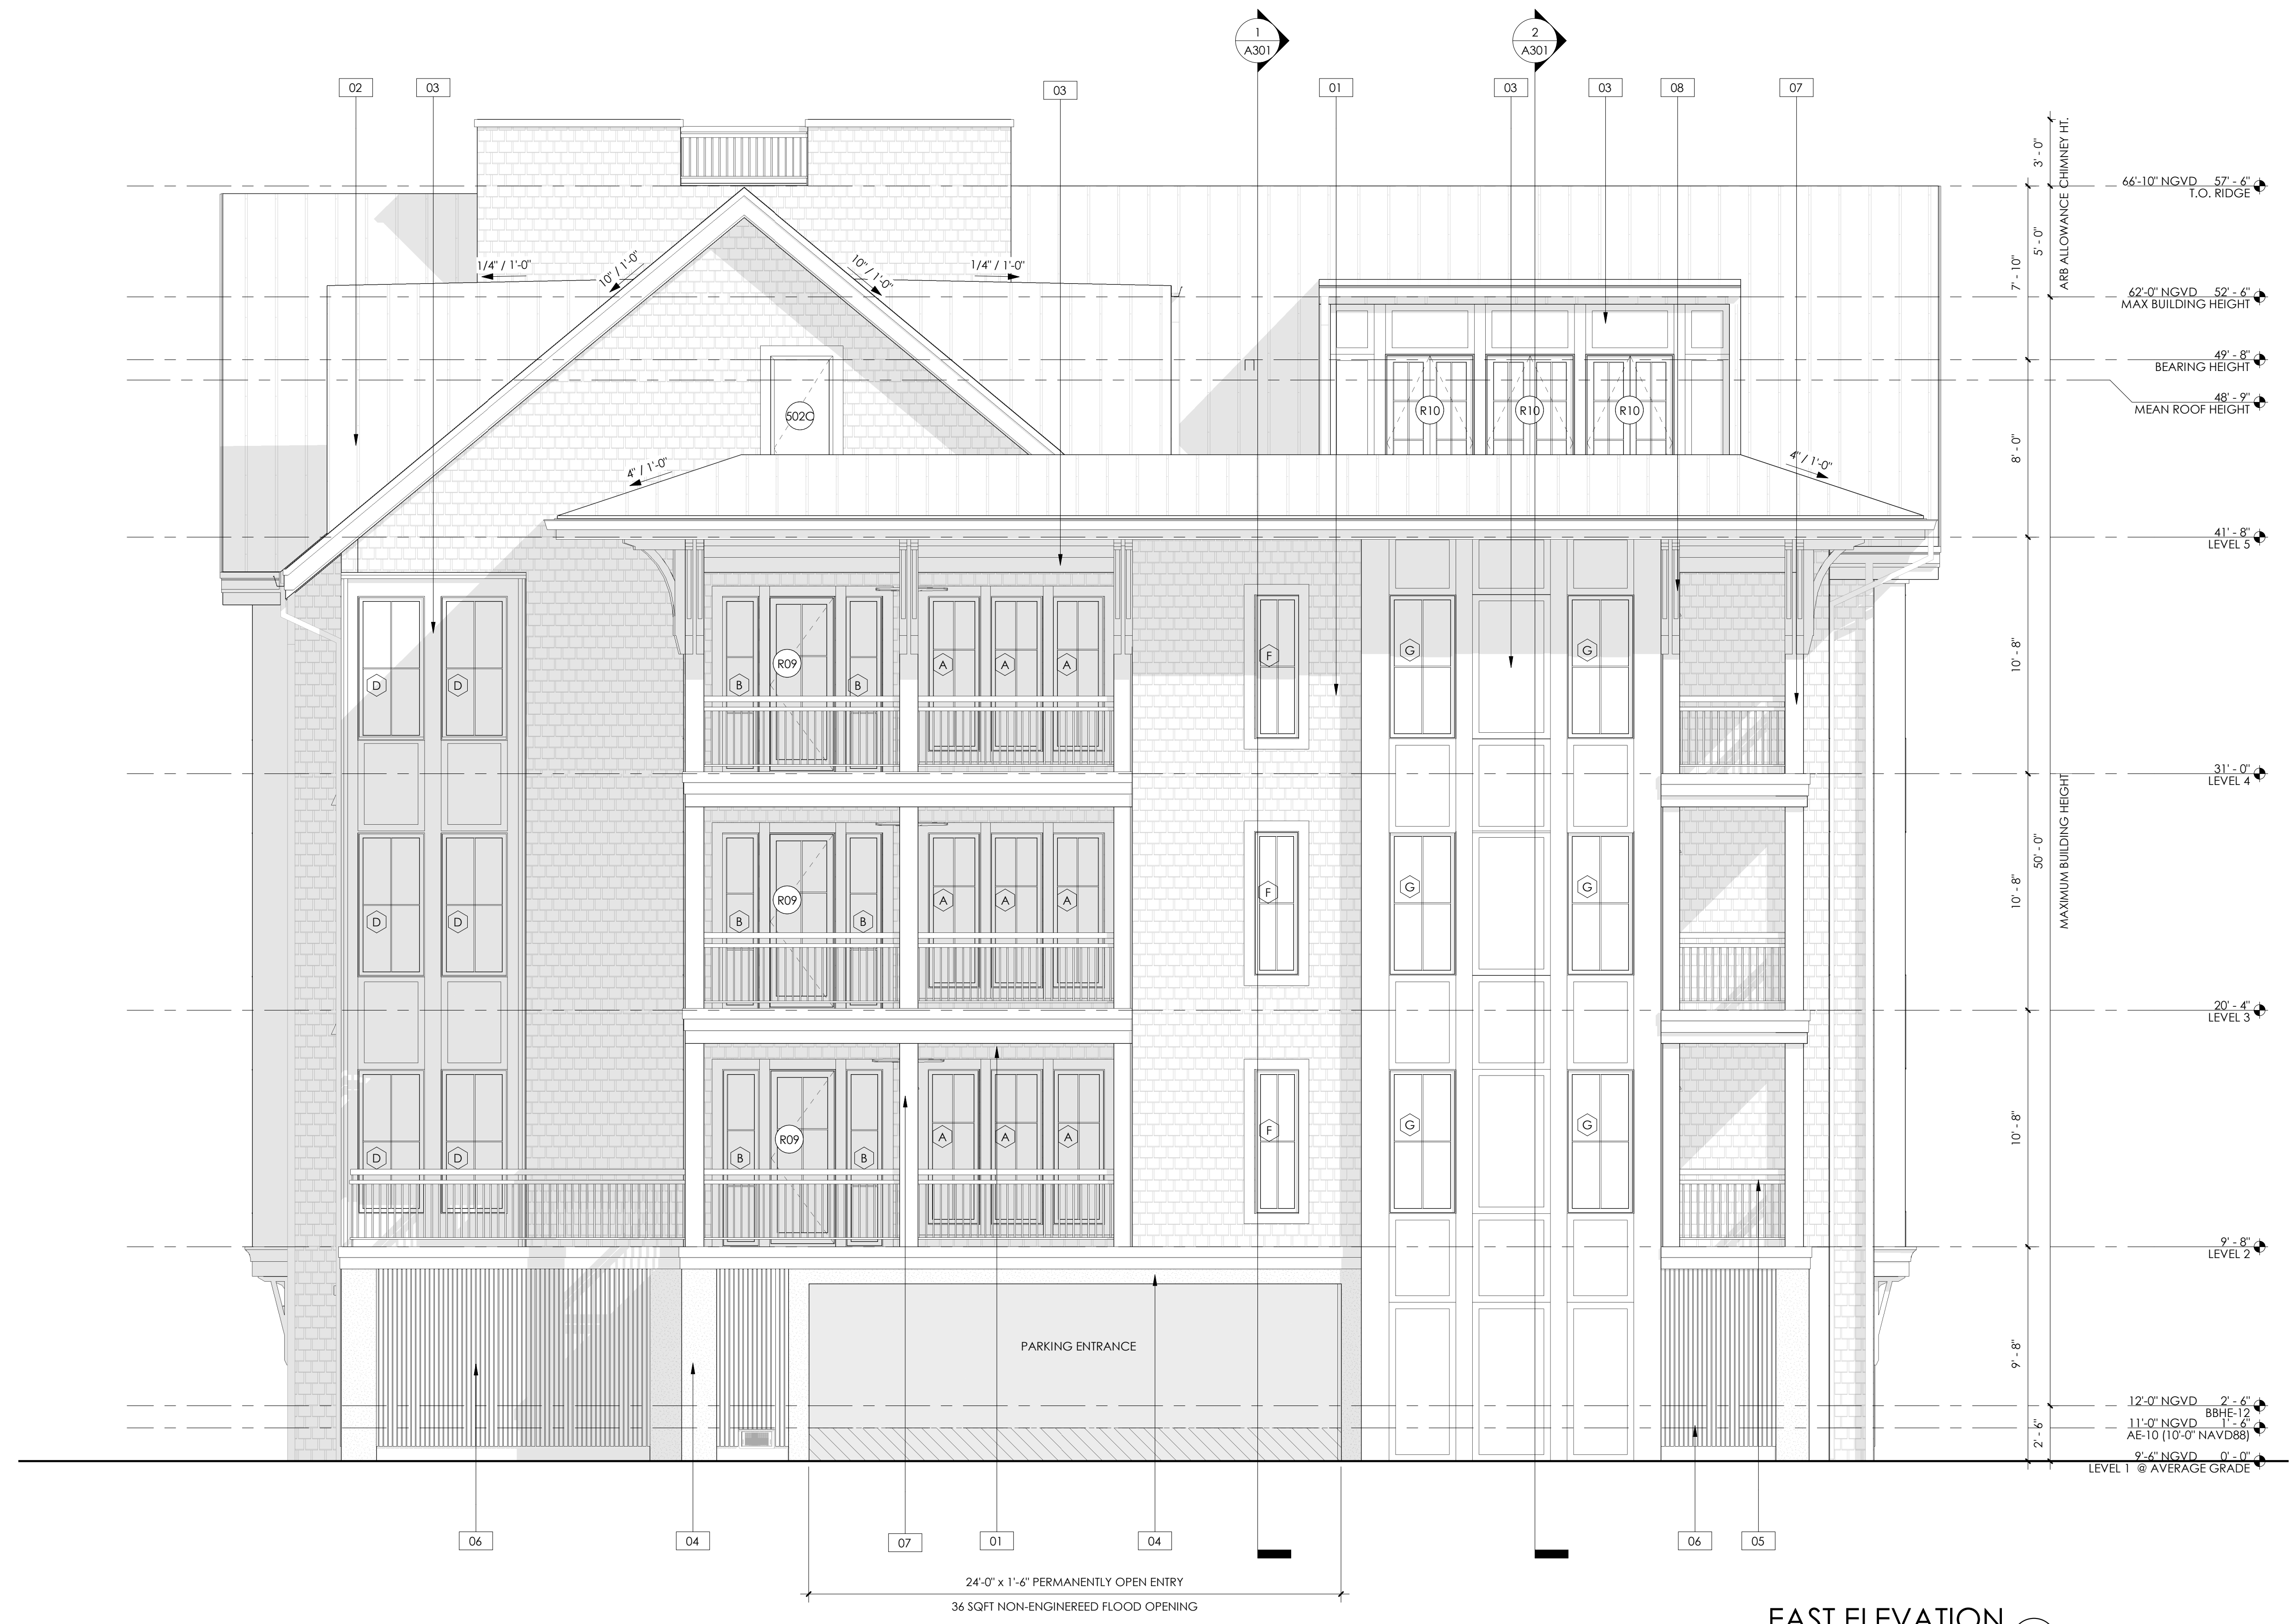 1
A301
2
A301
02
03
03
01
03
03
08
07
3' - 0"
ARB ALLOWANCE CHIMNEY HT.
66'-10" NGVD 57' - 6"
T.O. RIDGE
5' - 0"
7' - 10"
1/4" / 1'-0"
10" / 1'-0"
10" / 1'-0"
1/4" / 1'-0"
62'-0" NGVD 52' - 6"
MAX BUILDING HEIGHT
49' - 8"
BEARING HEIGHT
48' - 9"
MEAN ROOF HEIGHT
502C
R10
R10
R10
8' - 0"
4" / 1'-0"
4" / 1'-0"
41' - 8"
LEVEL 5
D
D
B
R09
B
A
A
A
F
G
G
10' - 8"
31' - 0"
LEVEL 4
MAXIMUM BUILDING HEIGHT
50' - 0"
D
D
B
R09
B
A
A
A
F
G
G
10' - 8"
20' - 4"
LEVEL 3
D
D
B
R09
B
A
A
A
F
G
G
10' - 8"
9' - 8"
LEVEL 2
PARKING ENTRANCE
9' - 8"
12'-0" NGVD 2' - 6"
BBHE-12
11'-0" NGVD 1' - 6"
AE-10 (10'-0" NAVD88)
2' - 6"
9'-6" NGVD 0' - 0"
LEVEL 1 @ AVERAGE GRADE
06
04
07
01
04
06
05
24'-0" x 1'-6" PERMANENTLY OPEN ENTRY
36 SQFT NON-ENGINEREED FLOOD OPENING
EAST ELEVATION